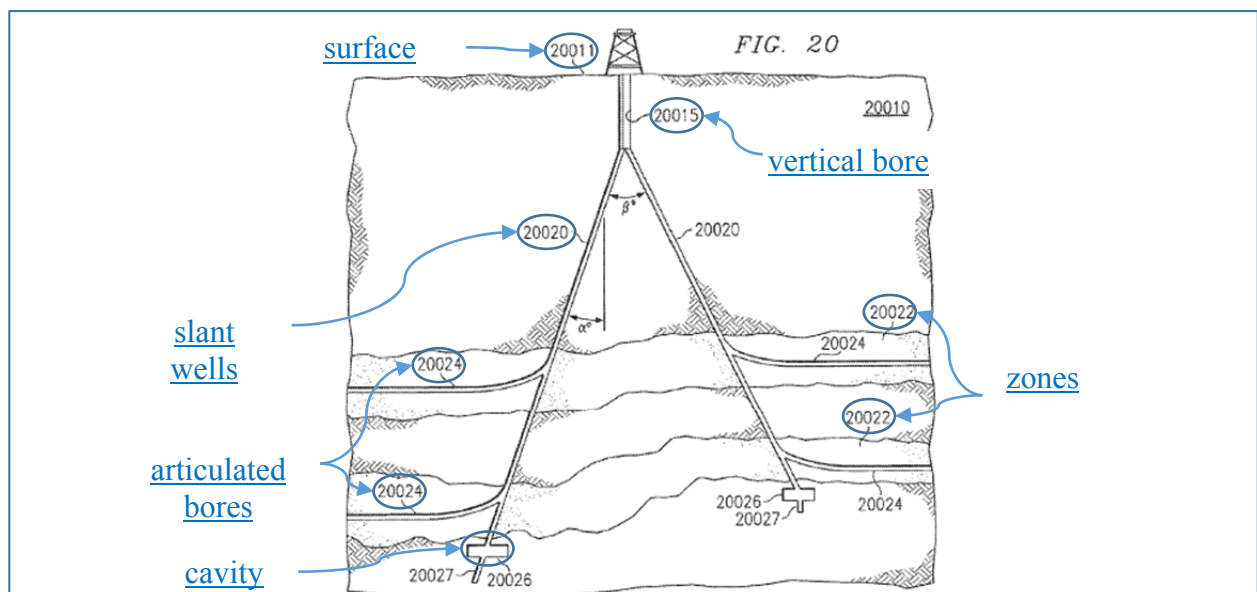 surface
20011
FIG. 20
20010
20015
vertical bore
β°
20020
20020
α°
slant
wells
20022
20024
20024
zones
20022
articulated
bores
20024
20026
20027
20024
cavity
20027
20026